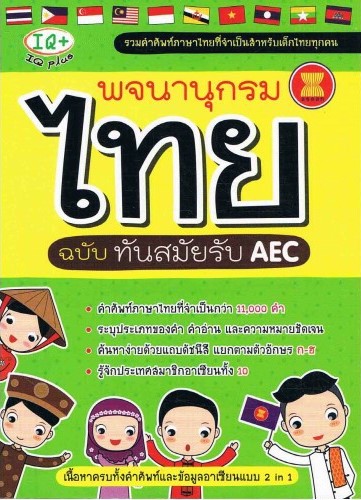 IQ+
IQ Plus
รวมคำศัพท์ภาษาไทยที่จำเป็นสำหรับเด็กไทยทุกคน
พจนานุกรม
ไทย
ฉบับ ทันสมัยรับ AEC
• คำศัพท์ภาษาไทยที่จำเป็นกว่า 11,000 คำ
• ระบุประเภทของคำ คำอ่าน และความหมายชัดเจน
• ค้นหาง่ายด้วยแถบดัชนีสี แยกตามตัวอักษร ก-ฮ
• รู้จักประเทศสมาชิกอาเซียนทั้ง 10
เนื้อหาครบทั้งคำศัพท์และข้อมูลอาเซียนแบบ 2 in 1